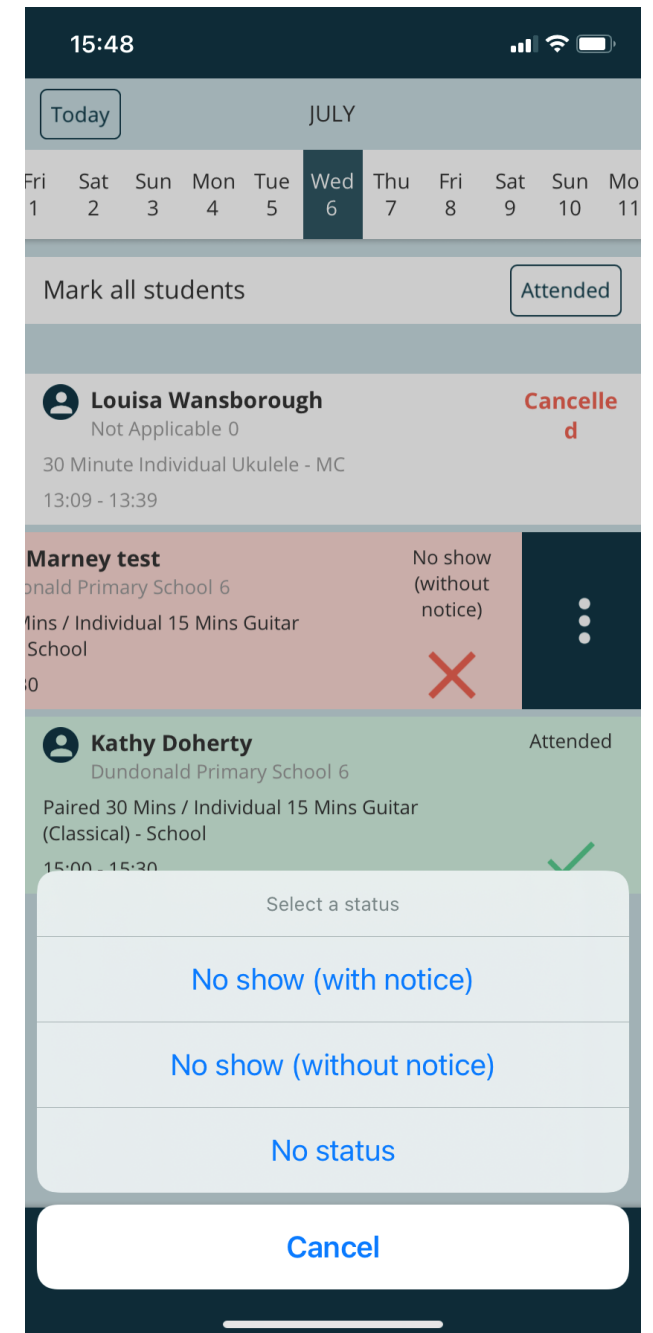 15:48
Today
JULY
Fri Sat Sun Mon Tue Wed Thu Fri Sat Sun Mo
1 2 3 4 5 6 7 8 9 10 11
Mark all students
Attended
Louisa Wansborough
Not Applicable 0
30 Minute Individual Ukulele - MC
13:09 - 13:39
Cancelle
d
Marney test
onald Primary School 6
Mins / Individual 15 Mins Guitar
School
30
No show
(without
notice)
Kathy Doherty
Dundonald Primary School 6
Paired 30 Mins / Individual 15 Mins Guitar
(Classical) - School
15:00 - 15:30
Attended
Select a status
No show (with notice)
No show (without notice)
No status
Cancel